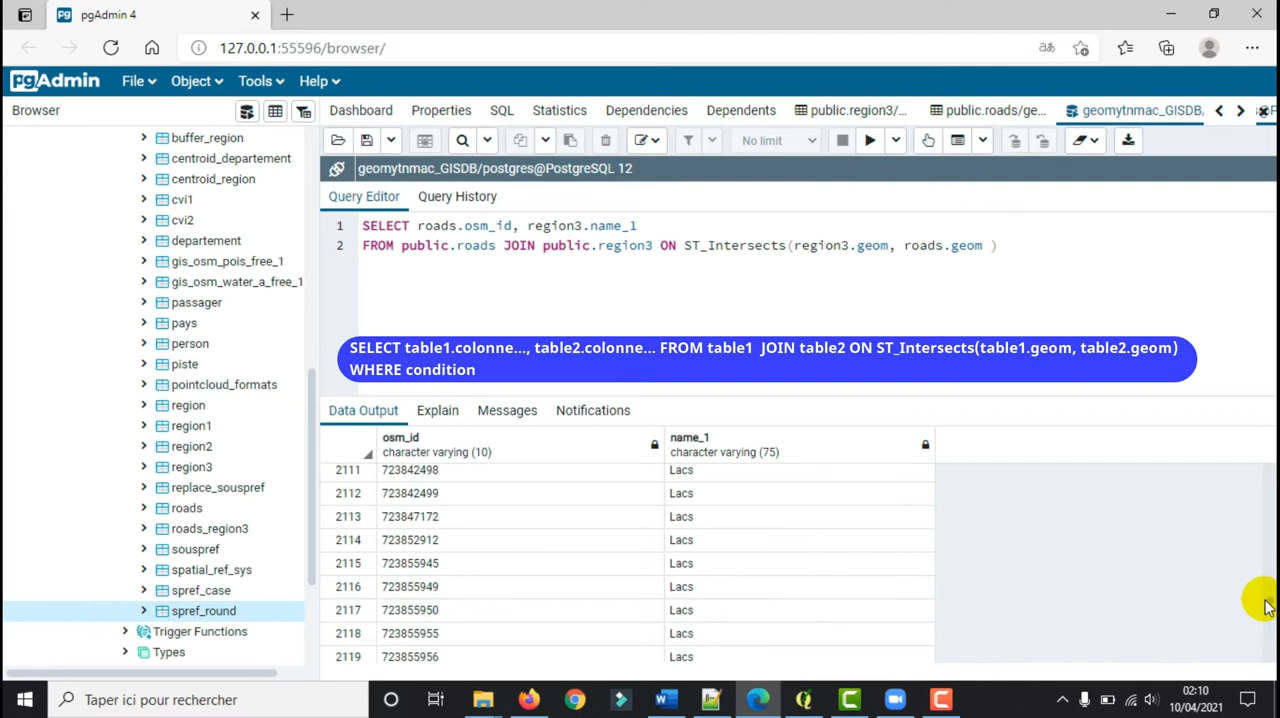 pgAdmin 4
127.0.0.1:55596/browser/
pgAdmin File Object Tools Help
Browser
Dashboard Properties SQL Statistics Dependencies Dependents public.region3/... public.roads/ge... geomytnmac_GISDB,
No limit
geomytnmac_GISDB/postgres@PostgreSQL 12
Query Editor Query History
buffer_region
centroid_departement
centroid_region
cvi1
cvi2
departement
gis_osm_pois_free_1
gis_osm_water_a_free_1
passager
pays
person
piste
pointcloud_formats
region
region1
region2
region3
replace_souspref
roads
roads_region3
souspref
spatial_ref_sys
spref_case
spref_round
Trigger Functions
Types
1 SELECT roads.osm_id, region3.name_1
2 FROM public.roads JOIN public.region3 ON ST_Intersects(region3.geom, roads.geom )
SELECT table1.colonne..., table2.colonne... FROM table1 JOIN table2 ON ST_Intersects(table1.geom, table2.geom)
WHERE condition
Data Output Explain Messages Notifications
osm_id name_1
character varying (10) character varying (75)
2111 723842498 Lacs
2112 723842499 Lacs
2113 723847172 Lacs
2114 723852912 Lacs
2115 723855945 Lacs
2116 723855949 Lacs
2117 723855950 Lacs
2118 723855955 Lacs
2119 723855956 Lacs
Taper ici pour rechercher
02:10
10/04/2021